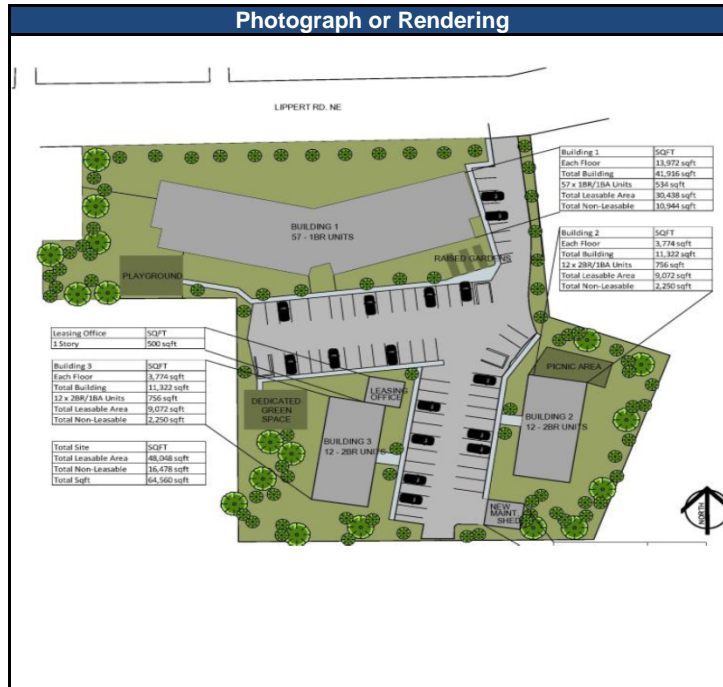 Photograph or Rendering
LIPPERT RD. NE
Building 1 SQFT
Each Floor 13,972 sqft
Total Building 41,916 sqft
57 x 1BR/1BA Units 534 sqft
Total Leasable Area 30,438 sqft
Total Non-Leasable 10,944 sqft
BUILDING 1
57 - 1BR UNITS
RAISED GARDENS
PLAYGROUND
Building 2 SQFT
Each Floor 3,774 sqft
Total Building 11,322 sqft
12 x 2BR/1BA Units 756 sqft
Total Leasable Area 9,072 sqft
Total Non-Leasable 2,250 sqft
Leasing Office SQFT
1 Story 500 sqft
Building 3 SQFT
Each Floor 3,774 sqft
Total Building 11,322 sqft
12 x 2BR/1BA Units 756 sqft
Total Leasable Area 9,072 sqft
Total Non-Leasable 2,250 sqft
Total Site SQFT
Total Leasable Area 48,048 sqft
Total Non-Leasable 16,478 sqft
Total Sqft 64,560 sqft
DEDICATED
GREEN
SPACE
LEASING
OFFICE
BUILDING 3
12 - 2BR UNITS
PICNIC AREA
BUILDING 2
12 - 2BR UNITS
NEW
MAINT.
SHED
NORTH